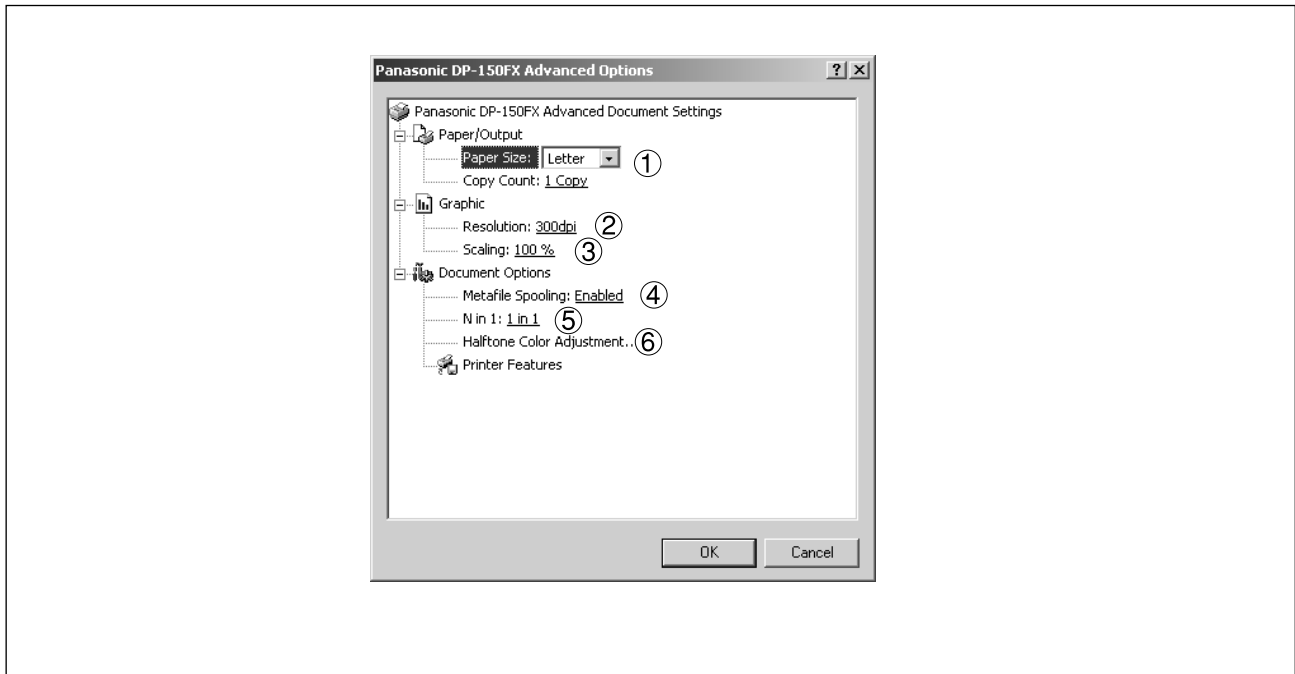 Panasonic DP-150FX Advanced Options
Panasonic DP-150FX Advanced Document Settings
Paper/Output
Paper Size: Letter ①
Copy Count: 1 Copy
Graphic
Resolution: 300dpi ②
Scaling: 100 % ③
Document Options
Metafile Spooling: Enabled ④
N in 1: 1 in 1 ⑤
Halftone Color Adjustment.. ⑥
Printer Features
OK Cancel